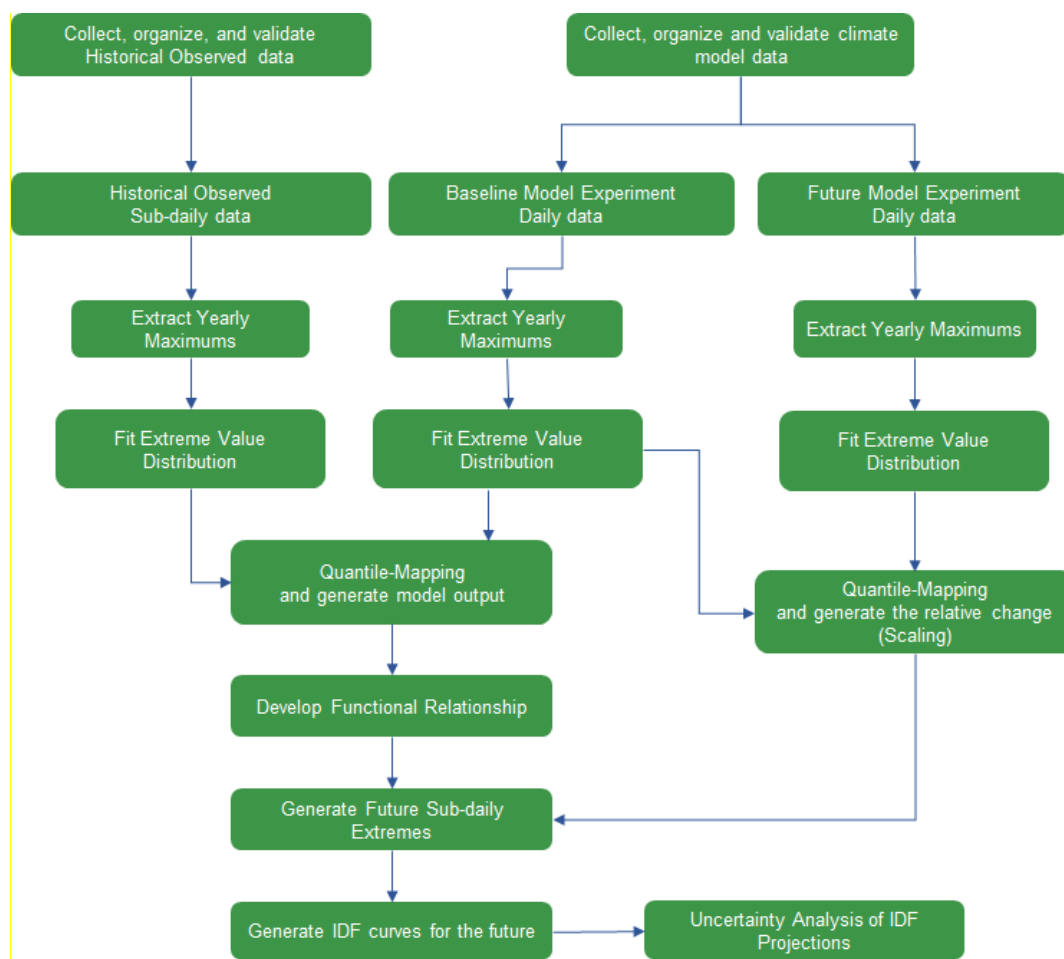 Collect, organize, and validate
Historical Observed data
Collect, organize and validate climate
model data
Historical Observed
Sub-daily data
Baseline Model Experiment
Daily data
Future Model Experiment
Daily data
Extract Yearly
Maximums
Extract Yearly
Maximums
Extract Yearly Maximums
Fit Extreme Value
Distribution
Fit Extreme Value
Distribution
Fit Extreme Value
Distribution
Quantile-Mapping
and generate model output
Quantile-Mapping
and generate the relative change
(Scaling)
Develop Functional Relationship
Generate Future Sub-daily
Extremes
Generate IDF curves for the future
Uncertainty Analysis of IDF
Projections